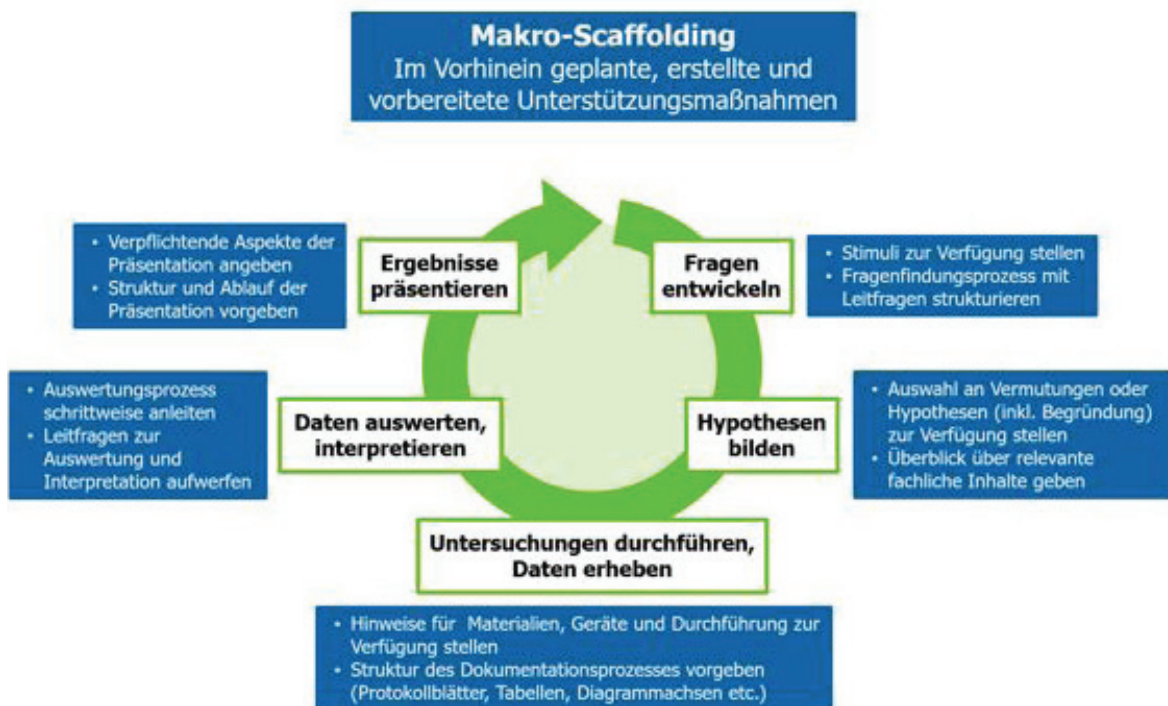 Makro-Scaffolding
Im Vorhinein geplante, erstellte und
vorbereitete Unterstützungsmaßnahmen
• Verpflichtende Aspekte der
Präsentation angeben
• Struktur und Ablauf der
Präsentation vorgeben
Ergebnisse
präsentieren
Fragen
entwickeln
• Stimuli zur Verfügung stellen
• Fragenfindungsprozess mit
Leitfragen strukturieren
• Auswertungsprozess
schrittweise anleiten
• Leitfragen zur
Auswertung und
Interpretation aufwerfen
Daten auswerten,
interpretieren
Hypothesen
bilden
• Auswahl an Vermutungen oder
Hypothesen (inkl. Begründung)
zur Verfügung stellen
• Überblick über relevante
fachliche Inhalte geben
Untersuchungen durchführen,
Daten erheben
• Hinweise für Materialien, Geräte und Durchführung zur
Verfügung stellen
• Struktur des Dokumentationsprozesses vorgeben
(Protokollblätter, Tabellen, Diagrammachsen etc.)